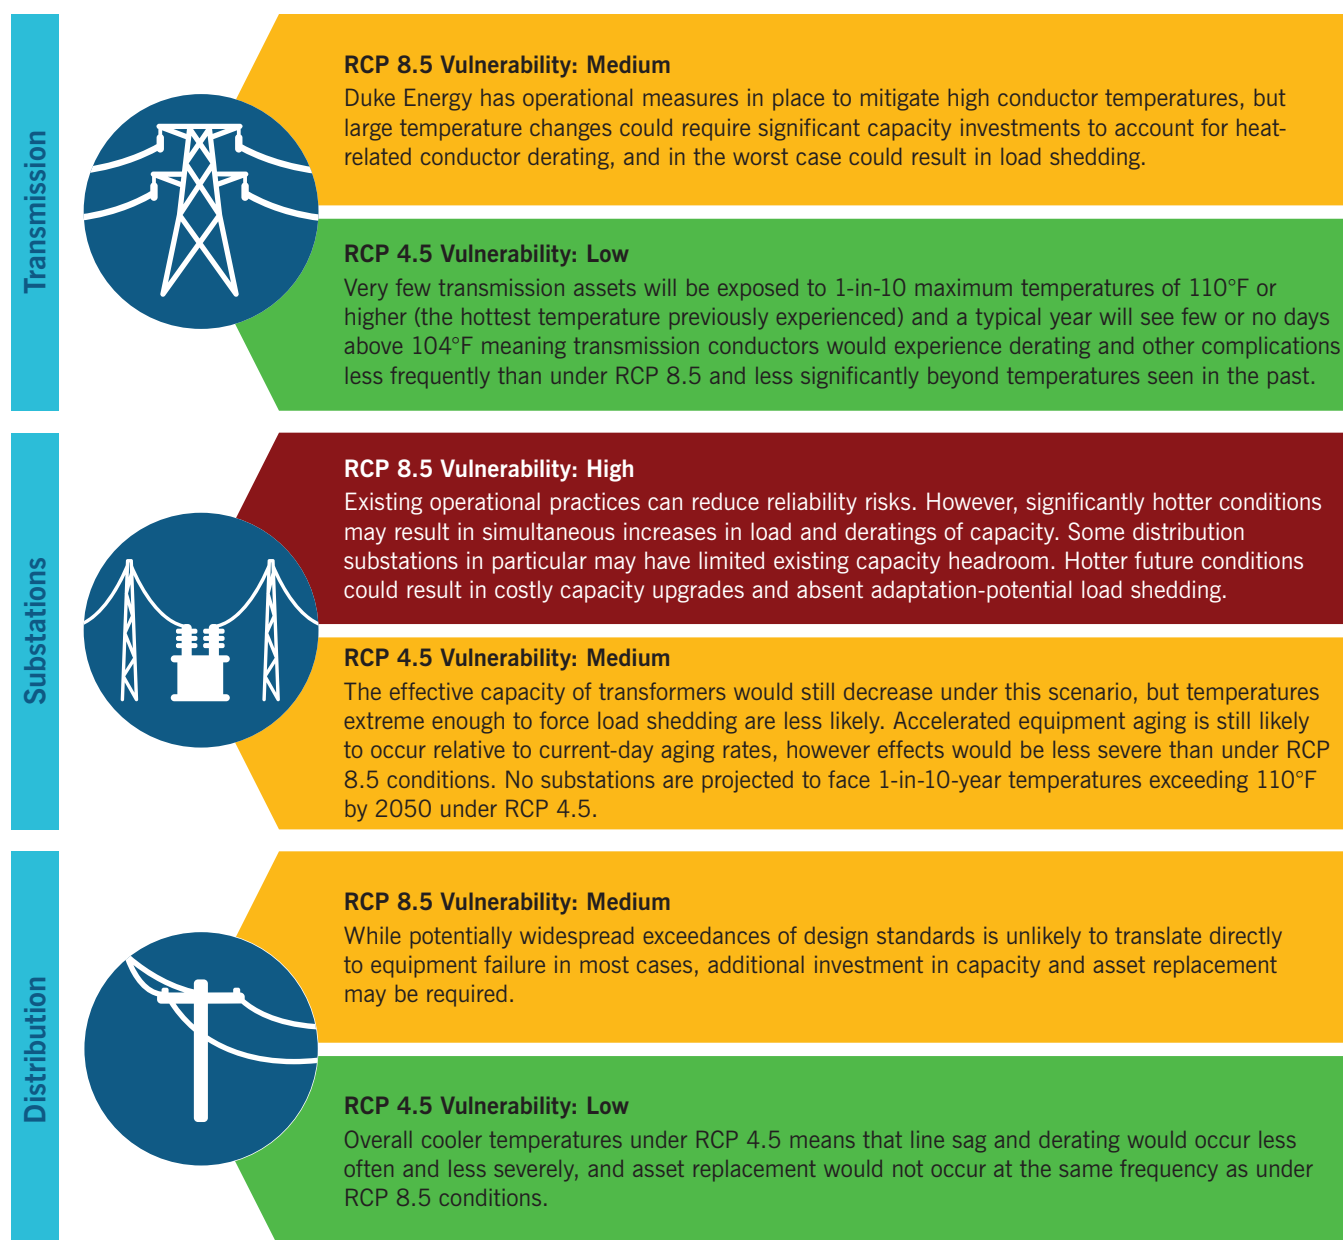 Transmission
RCP 8.5 Vulnerability: Medium
Duke Energy has operational measures in place to mitigate high conductor temperatures, but
large temperature changes could require significant capacity investments to account for heat-
related conductor derating, and in the worst case could result in load shedding.
RCP 4.5 Vulnerability: Low
Very few transmission assets will be exposed to 1-in-10 maximum temperatures of 110°F or
higher (the hottest temperature previously experienced) and a typical year will see few or no days
above 104°F meaning transmission conductors would experience derating and other complications
less frequently than under RCP 8.5 and less significantly beyond temperatures seen in the past.
Substations
RCP 8.5 Vulnerability: High
Existing operational practices can reduce reliability risks. However, significantly hotter conditions
may result in simultaneous increases in load and deratings of capacity. Some distribution
substations in particular may have limited existing capacity headroom. Hotter future conditions
could result in costly capacity upgrades and absent adaptation-potential load shedding.
RCP 4.5 Vulnerability: Medium
The effective capacity of transformers would still decrease under this scenario, but temperatures
extreme enough to force load shedding are less likely. Accelerated equipment aging is still likely
to occur relative to current-day aging rates, however effects would be less severe than under RCP
8.5 conditions. No substations are projected to face 1-in-10-year temperatures exceeding 110°F
by 2050 under RCP 4.5.
Distribution
RCP 8.5 Vulnerability: Medium
While potentially widespread exceedances of design standards is unlikely to translate directly
to equipment failure in most cases, additional investment in capacity and asset replacement
may be required.
RCP 4.5 Vulnerability: Low
Overall cooler temperatures under RCP 4.5 means that line sag and derating would occur less
often and less severely, and asset replacement would not occur at the same frequency as under
RCP 8.5 conditions.